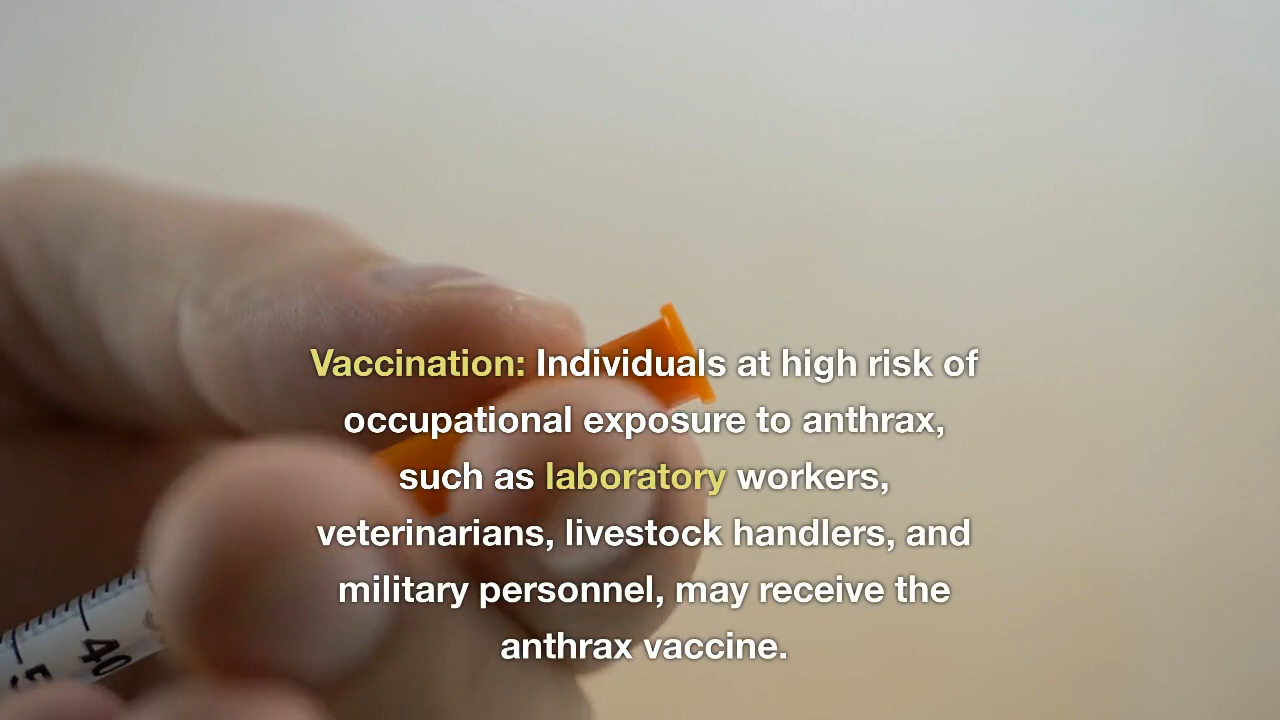 Vaccination: Individuals at high risk of
occupational exposure to anthrax,
such as laboratory workers,
veterinarians, livestock handlers, and
military personnel, may receive the
anthrax vaccine.
40